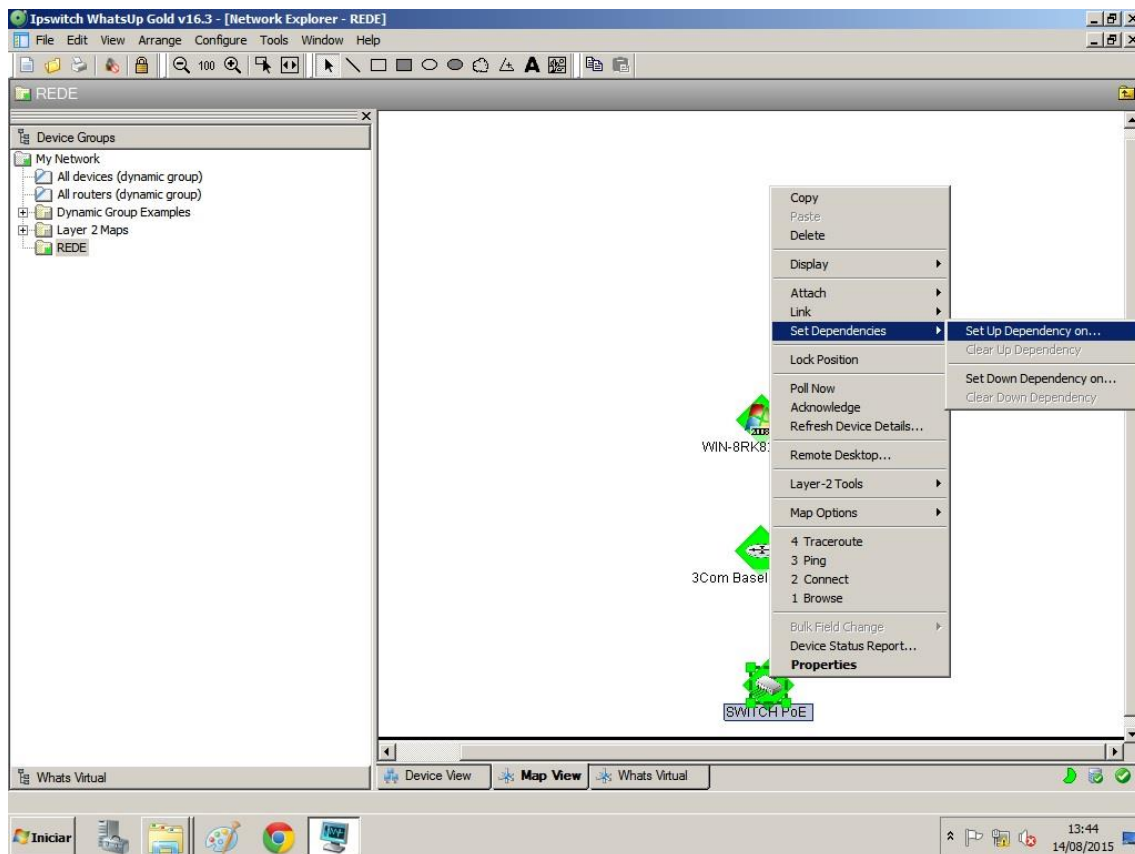 Ipswitch WhatsUp Gold v16.3 - [Network Explorer - REDE]
File Edit View Arrange Configure Tools Window Help
100
A
REDE
Device Groups
My Network
All devices (dynamic group)
All routers (dynamic group)
Dynamic Group Examples
Layer 2 Maps
REDE
Copy
Paste
Delete
Display
Attach
Link
Set Dependencies
Lock Position
Poll Now
Acknowledge
Refresh Device Details...
Remote Desktop...
Layer-2 Tools
Map Options
4 Traceroute
3 Ping
2 Connect
1 Browse
Bulk Field Change
Device Status Report...
Properties
Set Up Dependency on...
Clear Up Dependency
Set Down Dependency on...
Clear Down Dependency
2008
WIN-8RK8
3Com Basel
SWITCH PoE
Whats Virtual
Device View Map View Whats Virtual
Iniciar
13:44
14/08/2015